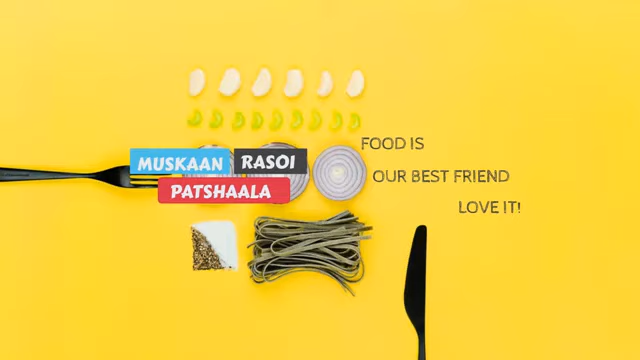 MUSKAAN RASOI
PATSHAALA
FOOD IS
OUR BEST FRIEND
LOVE IT!